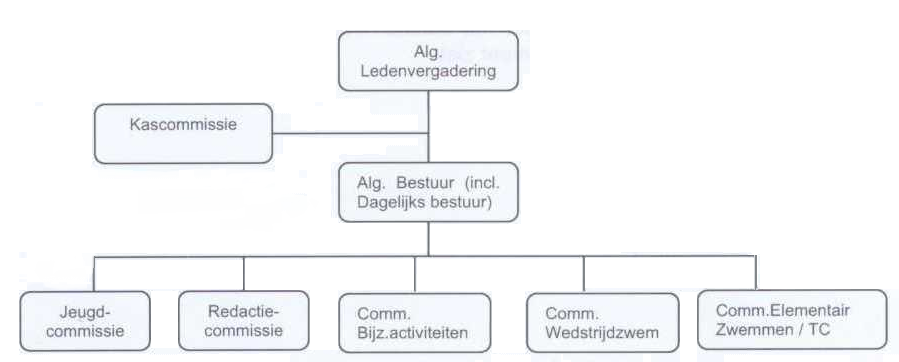 Alg.
Ledenvergadering
Kascommissie
Alg. Bestuur (incl.
Dagelijks bestuur)
Jeugd-
commissie
Redactie-
commissie
Comm.
Bijz.activiteiten
Comm.
Wedstrijdzwem
Comm.Elementair
Zwemmen / TC